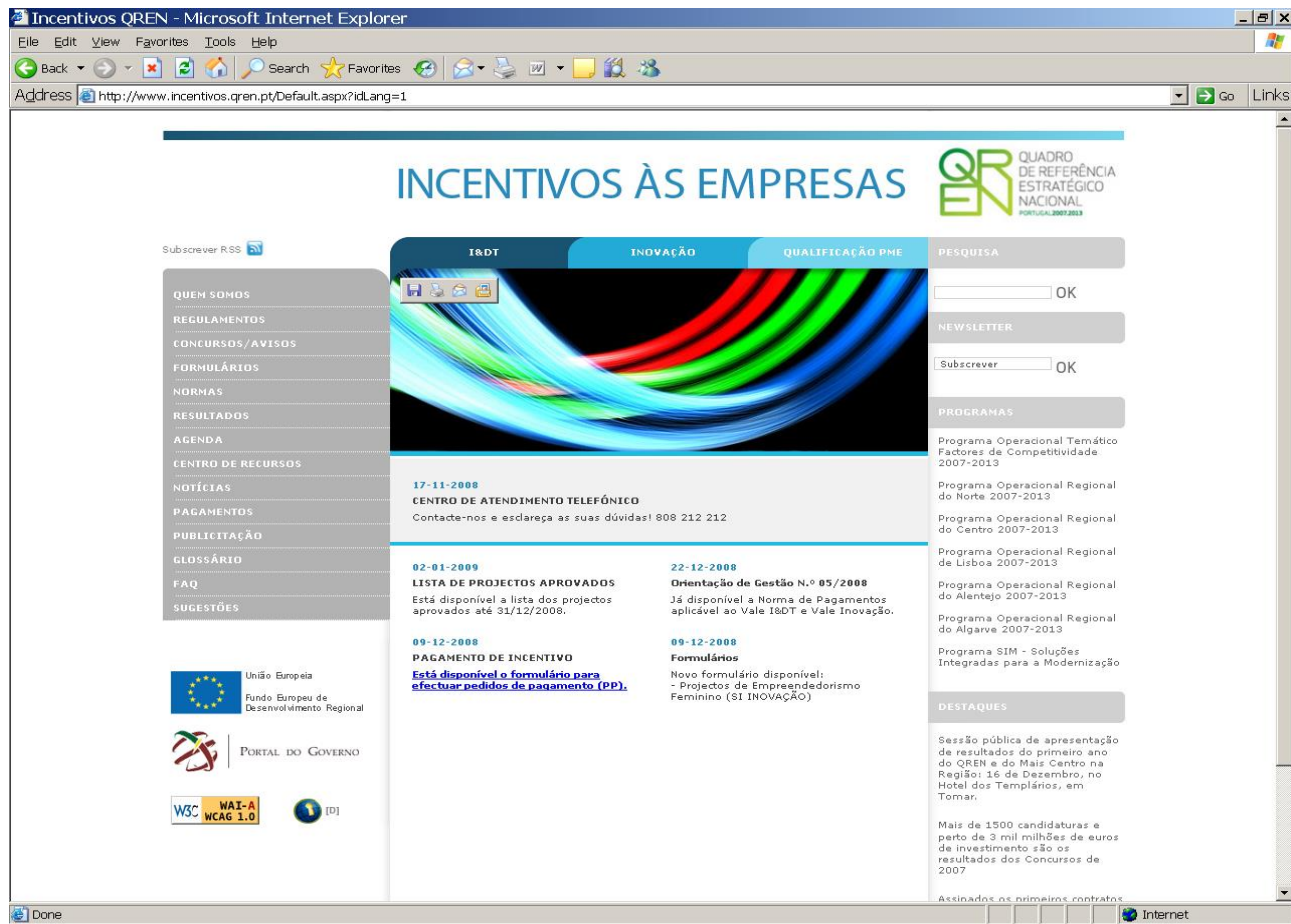 Incentivos QREN - Microsoft Internet Explorer
File Edit View Favorites Tools Help
Back Search Favorites
Address http://www.incentivos.qren.pt/Default.aspx?idLang=1 Go Links
INCENTIVOS ÀS EMPRESAS
QREN
QUADRO
DE REFERÊNCIA
ESTRATÉGICO
NACIONAL
PORTUGAL2007.2013
Subscrever RSS
I&DT INOVAÇÃO QUALIFICAÇÃO PME
QUEM SOMOS
REGULAMENTOS
CONCURSOS/AVISOS
FORMULÁRIOS
NORMAS
RESULTADOS
AGENDA
CENTRO DE RECURSOS
NOTÍCIAS
PAGAMENTOS
PUBLICITAÇÃO
GLOSSÁRIO
FAQ
SUGESTÕES
União Europeia
Fundo Europeu de
Desenvolvimento Regional
PORTAL DO GOVERNO
W3C WAI-A
WCAG 1.0
[D]
17-11-2008
CENTRO DE ATENDIMENTO TELEFÓNICO
Contacte-nos e esclareça as suas dúvidas! 808 212 212
02-01-2009
LISTA DE PROJECTOS APROVADOS
Está disponível a lista dos projectos
aprovados até 31/12/2008.
22-12-2008
Orientação de Gestão N.º 05/2008
Já disponível a Norma de Pagamentos
aplicável ao Vale I&DT e Vale Inovação.
09-12-2008
PAGAMENTO DE INCENTIVO
Está disponível o formulário para
efectuar pedidos de pagamento (PP).
09-12-2008
Formulários
Novo formulário disponível:
- Projectos de Empreendedorismo
Feminino (SI INOVAÇÃO)
PESQUISA
OK
NEWSLETTER
Subscrever OK
PROGRAMAS
Programa Operacional Temático
Factores de Competitividade
2007-2013
Programa Operacional Regional
do Norte 2007-2013
Programa Operacional Regional
do Centro 2007-2013
Programa Operacional Regional
de Lisboa 2007-2013
Programa Operacional Regional
do Alentejo 2007-2013
Programa Operacional Regional
do Algarve 2007-2013
Programa SIM - Soluções
Integradas para a Modernização
DESTAQUES
Sessão pública de apresentação
de resultados do primeiro ano
do QREN e do Mais Centro na
Região: 16 de Dezembro, no
Hotel dos Templários, em
Tomar.
Mais de 1500 candidaturas e
perto de 3 mil milhões de euros
de investimento são os
resultados dos Concursos de
2007
Assinados os primeiros contratos
Done
Internet